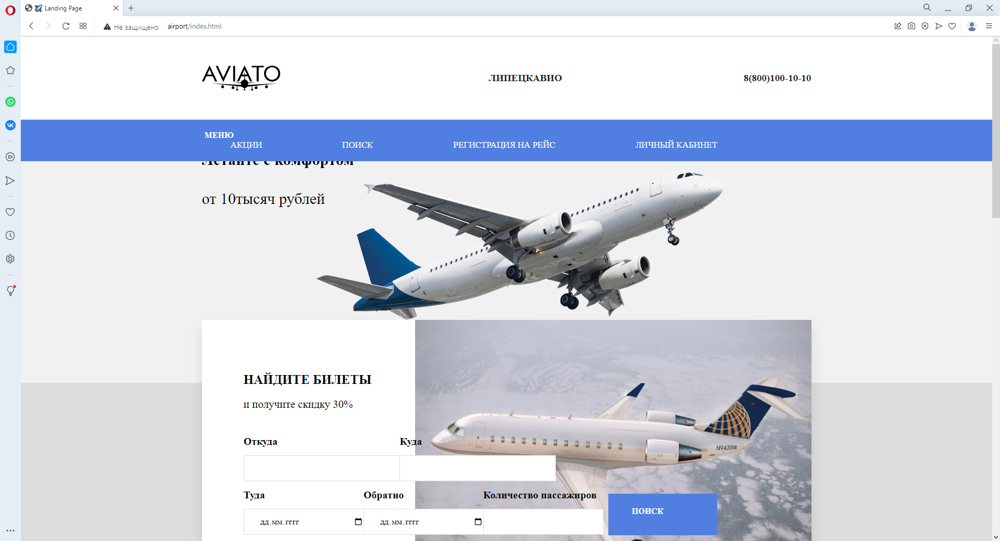 Landing Page
Не защищено airport/index.html
AVIATO
ЛИПЕЦКАВИО
8(800)100-10-10
МЕНЮ
АКЦИИ
ПОИСК
РЕГИСТРАЦИЯ НА РЕЙС
ЛИЧНЫЙ КАБИНЕТ
Летайте с комфортом
от 10тысяч рублей
НАЙДИТЕ БИЛЕТЫ
и получите скидку 30%
Откуда
Куда
N943SW
Туда
Обратно
Количество пассажиров
дд.мм.гггг
дд.мм.гггг
ПОИСК